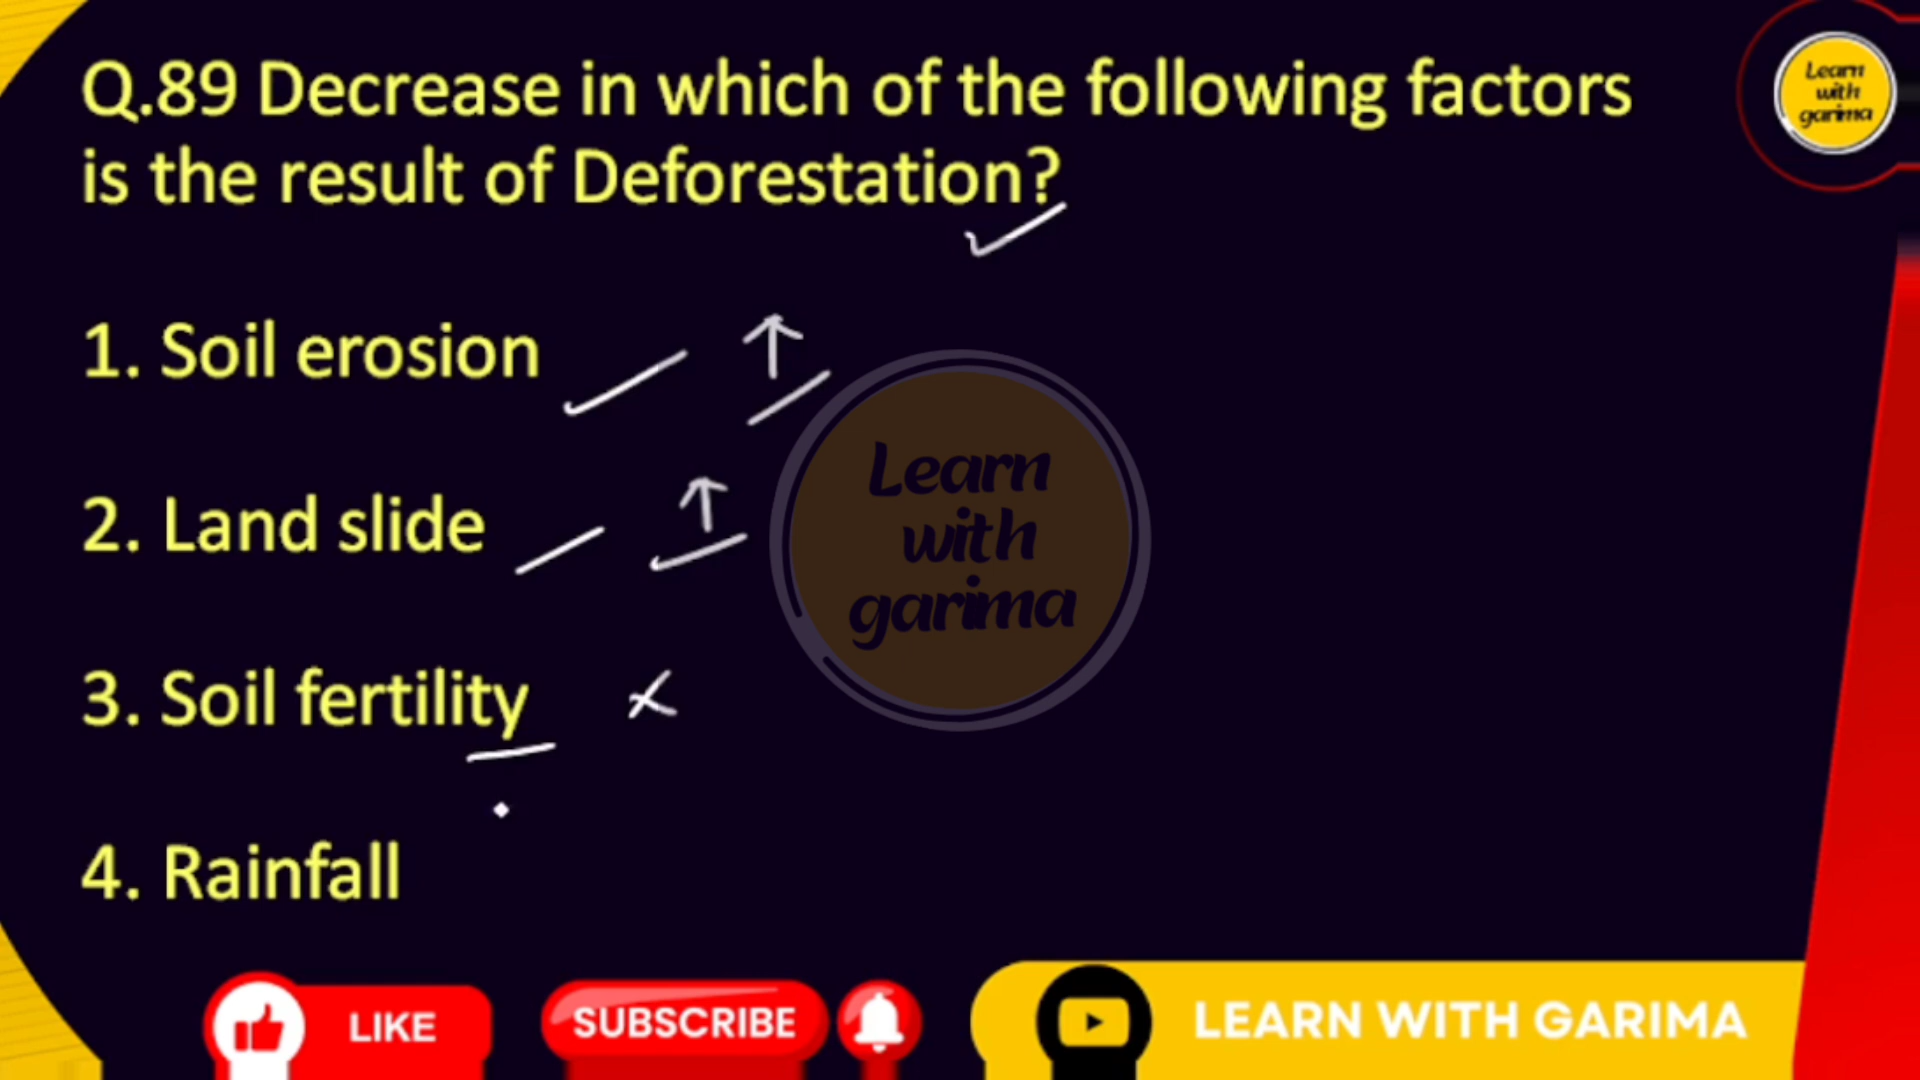 Q.89 Decrease in which of the following factors
is the result of Deforestation?
Learn
with
garima
1. Soil erosion
2. Land slide
3. Soil fertility
4. Rainfall
Learn
with
garima
LIKE
SUBSCRIBE
LEARN WITH GARIMA